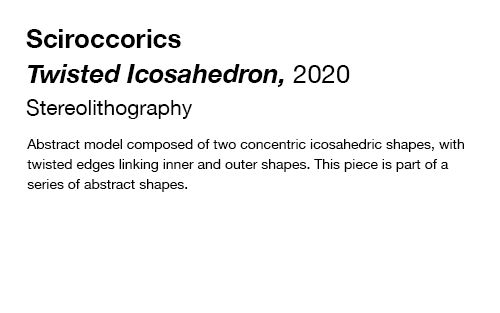 Sciroccorics
Twisted Icosahedron, 2020
Stereolithography
Abstract model composed of two concentric icosahedric shapes, with
twisted edges linking inner and outer shapes. This piece is part of a
series of abstract shapes.